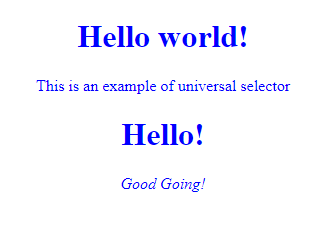 Hello world!
This is an example of universal selector
Hello!
Good Going!